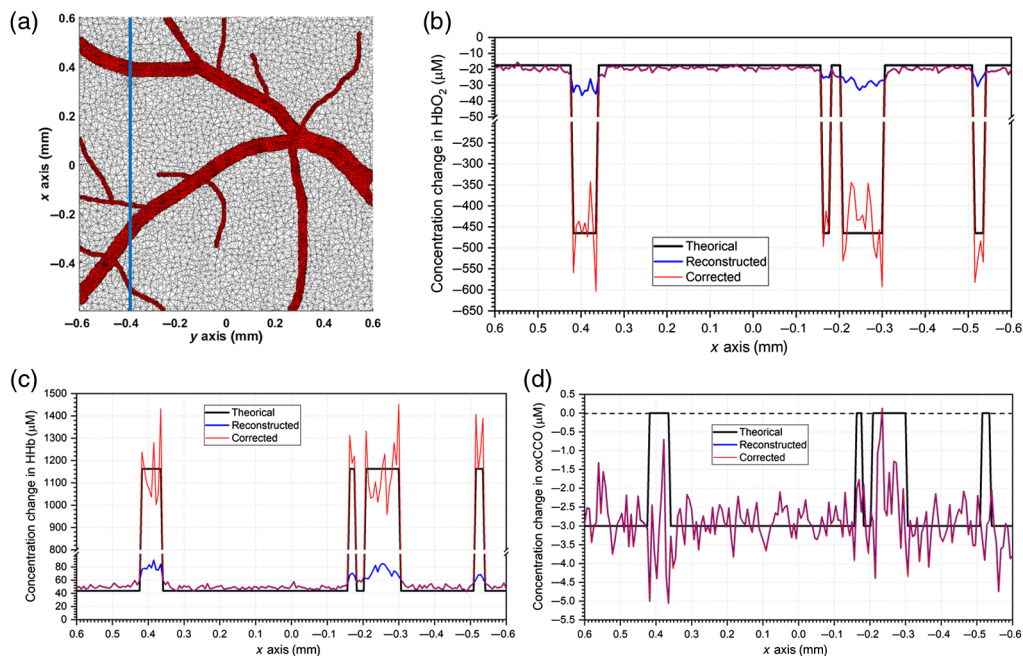 (a)
0.6
0.4
0.2
0
−0.2
−0.4
x axis (mm)
−0.6 −0.4 −0.2 0 0.2 0.4 0.6
y axis (mm)
(b)
0
−10
−20
−30
−50
−250
−300
−350
−400
−450
−500
−550
−600
−650
Concentration change in HbO2 (μM)
Theorical
Reconstructed
Corrected
0.6 0.5 0.4 0.3 0.2 0.1 0.0 −0.1 −0.2 −0.3 −0.4 −0.5 −0.6
x axis (mm)
(c)
1500
1400
1300
1200
1100
1000
900
800
80
60
40
20
0
Concentration change in HHb (μM)
Theorical
Reconstructed
Corrected
0.6 0.5 0.4 0.3 0.2 0.1 0.0 −0.1 −0.2 −0.3 −0.4 −0.5 −0.6
x axis (mm)
(d)
0.5
0.0
−0.5
−1.0
−1.5
−2.0
−2.5
−3.0
−3.5
−4.0
−4.5
−5.0
−5.5
Concentration change in oxCCO (μM)
Theorical
Reconstructed
Corrected
0.6 0.5 0.4 0.3 0.2 0.1 0.0 −0.1 −0.2 −0.3 −0.4 −0.5 −0.6
x axis (mm)